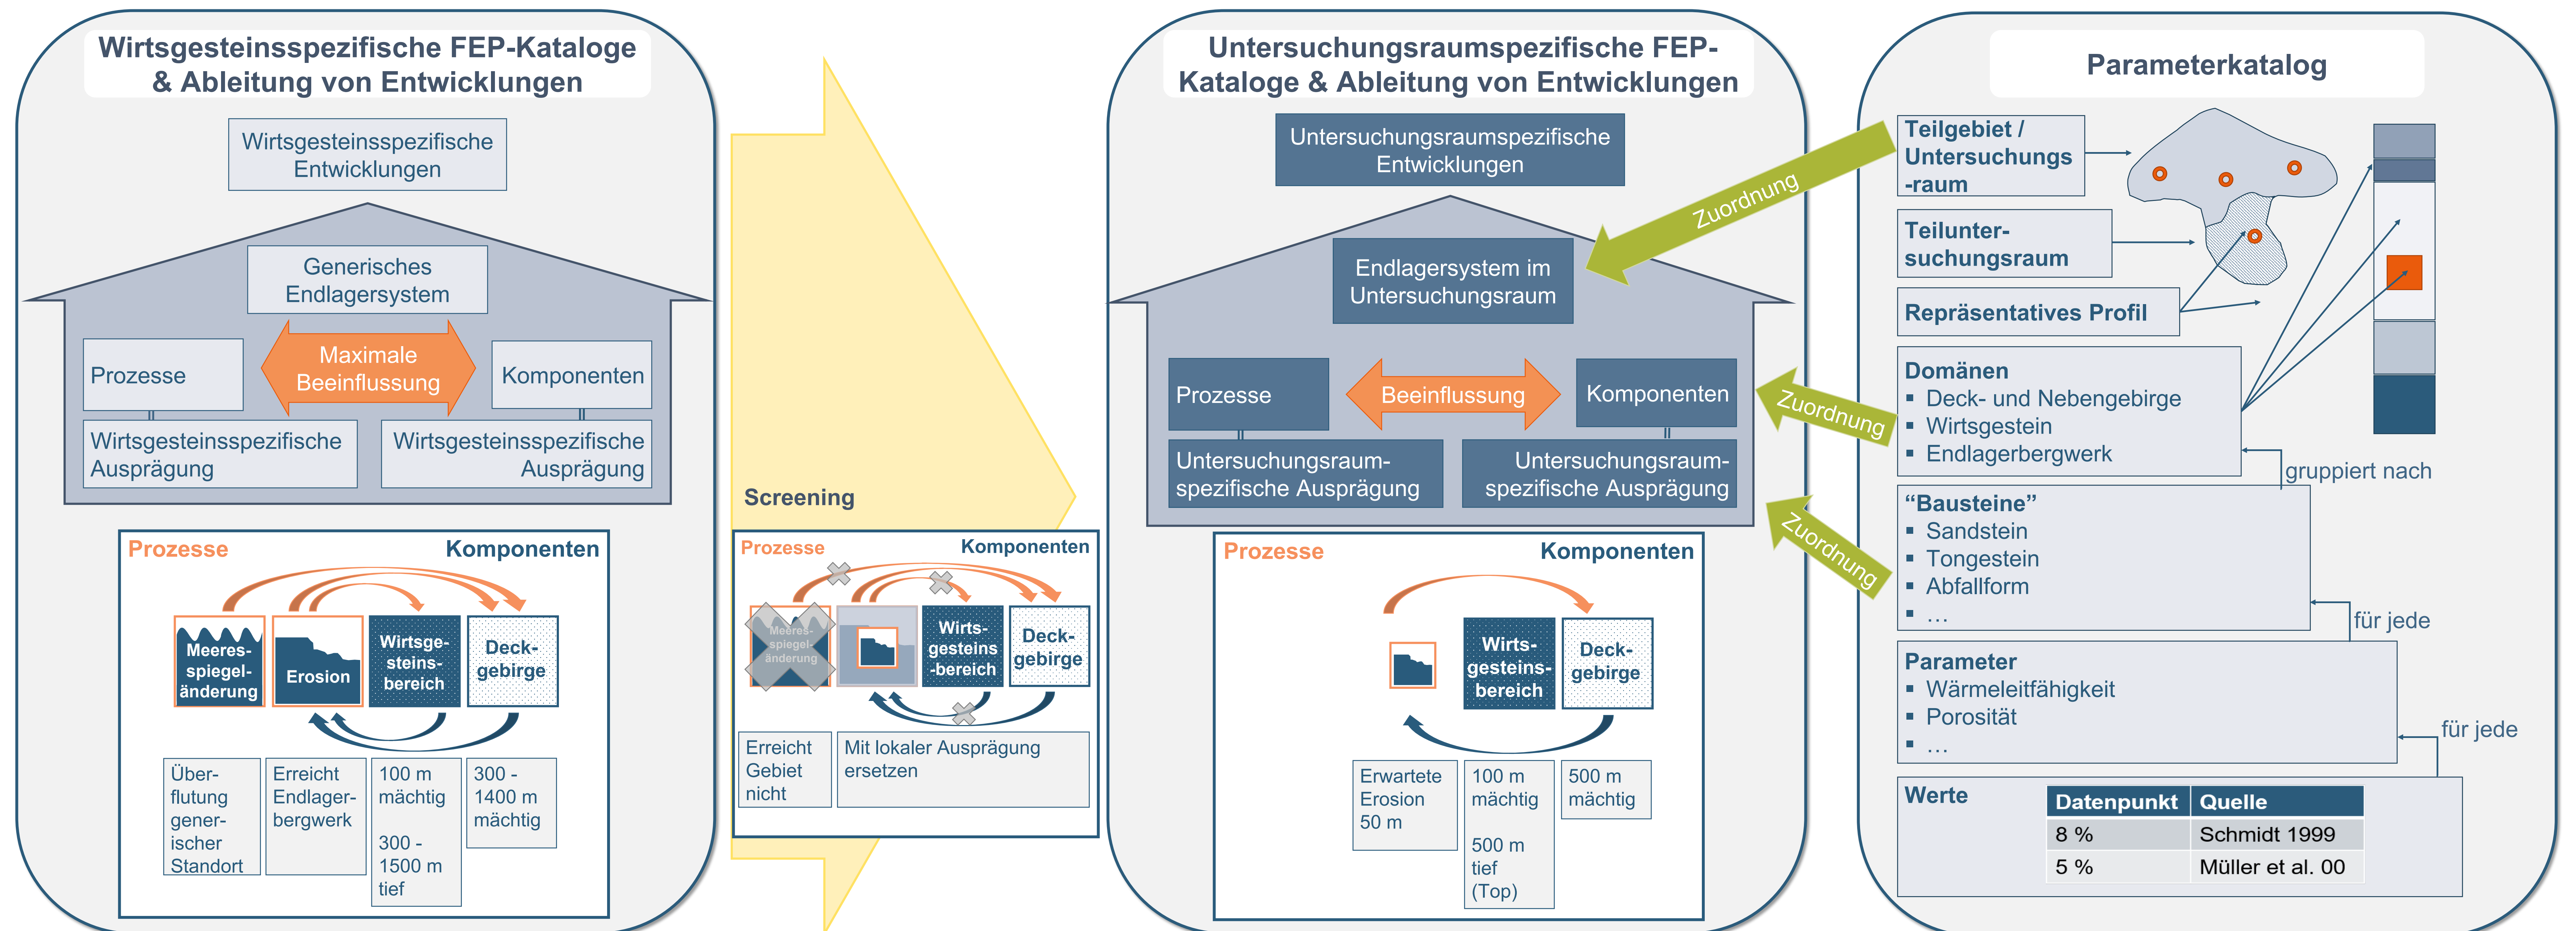 Wirtsgesteinsspezifische FEP-Kataloge
& Ableitung von Entwicklungen
Wirtsgesteinsspezifische
Entwicklungen
Generisches
Endlagersystem
Prozesse
Maximale
Beeinflussung
Komponenten
Wirtsgesteinsspezifische
Ausprägung
Wirtsgesteinsspezifische
Ausprägung
Prozesse
Komponenten
Meeres-
spiegel-
änderung
Erosion
Wirtsge-
steins-
bereich
Deck-
gebirge
Über-
flutung
gener-
ischer
Standort
Erreicht
Endlager-
bergwerk
100 m
mächtig
300 -
1500 m
tief
300 -
1400 m
mächtig
Screening
Prozesse
Komponenten
Meeres-
spiegel-
änderung
Wirts-
gesteins
-bereich
Deck-
gebirge
Erreicht
Gebiet
nicht
Mit lokaler Ausprägung
ersetzen
Untersuchungsraumspezifische FEP-
Kataloge & Ableitung von Entwicklungen
Untersuchungsraumspezifische
Entwicklungen
Endlagersystem im
Untersuchungsraum
Prozesse
Beeinflussung
Komponenten
Untersuchungsraum-
spezifische Ausprägung
Untersuchungsraum-
spezifische Ausprägung
Prozesse
Komponenten
Wirts-
gesteins-
bereich
Deck-
gebirge
Erwartete
Erosion
50 m
100 m
mächtig
500 m
tief
(Top)
500 m
mächtig
Zuordnung
Zuordnung
Zuordnung
Parameterkatalog
Teilgebiet /
Untersuchungs
-raum
Teilunter-
suchungsraum
Repräsentatives Profil
Domänen
▪ Deck- und Nebengebirge
▪ Wirtsgestein
▪ Endlagerbergwerk
gruppiert nach
“Bausteine”
▪ Sandstein
▪ Tongestein
▪ Abfallform
▪ …
für jede
Parameter
▪ Wärmeleitfähigkeit
▪ Porosität
▪ …
für jede
Werte
Datenpunkt Quelle
8 % Schmidt 1999
5 % Müller et al. 00